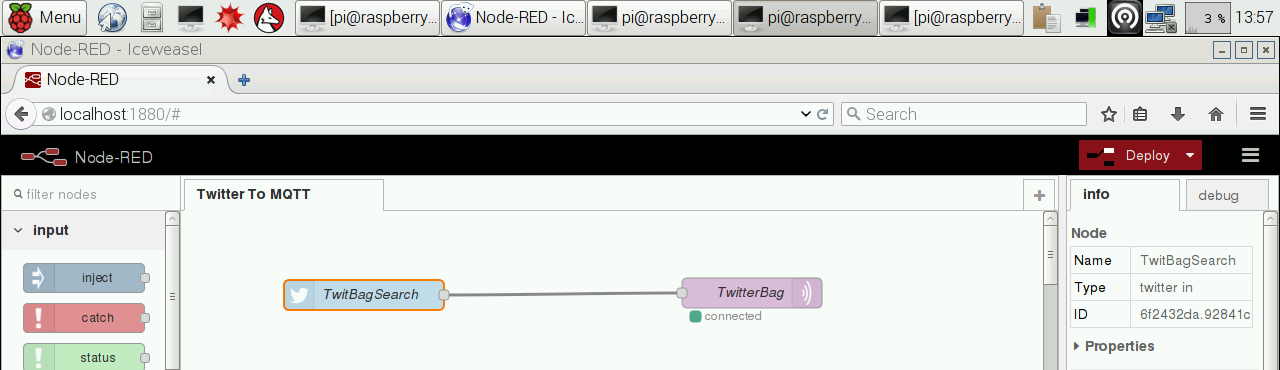 Menu [pi@raspberry... Node-RED - Ic... pi@raspberry... pi@raspberry... [pi@raspberry... 3 % 13:57
Node-RED - Iceweasel
Node-RED
localhost:1880/# Search
Node-RED Deploy
filter nodes Twitter To MQTT info debug
input
Node
inject TwitBagSearch TwitterBag Name TwitBagSearch
Type twitter in
catch connected ID 6f2432da.92841c
status Properties